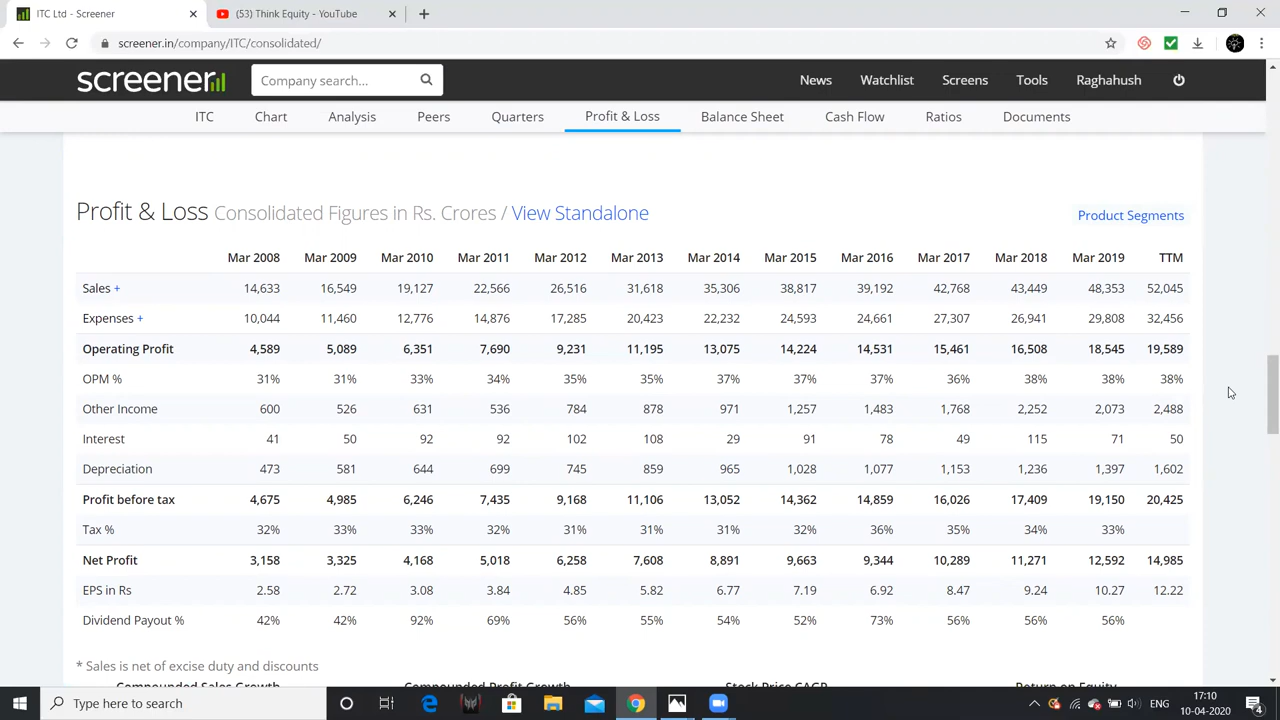 ITC Ltd - Screener
(53) Think Equity - YouTube
screener.in/company/ITC/consolidated/
screener
Company search...
News Watchlist Screens Tools Raghahush
ITC Chart Analysis Peers Quarters Profit & Loss Balance Sheet Cash Flow Ratios Documents
Profit & Loss Consolidated Figures in Rs. Crores / View Standalone
Product Segments
Mar 2008 Mar 2009 Mar 2010 Mar 2011 Mar 2012 Mar 2013 Mar 2014 Mar 2015 Mar 2016 Mar 2017 Mar 2018 Mar 2019 TTM
Sales + 14,633 16,549 19,127 22,566 26,516 31,618 35,306 38,817 39,192 42,768 43,449 48,353 52,045
Expenses + 10,044 11,460 12,776 14,876 17,285 20,423 22,232 24,593 24,661 27,307 26,941 29,808 32,456
Operating Profit 4,589 5,089 6,351 7,690 9,231 11,195 13,075 14,224 14,531 15,461 16,508 18,545 19,589
OPM % 31% 31% 33% 34% 35% 35% 37% 37% 37% 36% 38% 38% 38%
Other Income 600 526 631 536 784 878 971 1,257 1,483 1,768 2,252 2,073 2,488
Interest 41 50 92 92 102 108 29 91 78 49 115 71 50
Depreciation 473 581 644 699 745 859 965 1,028 1,077 1,153 1,236 1,397 1,602
Profit before tax 4,675 4,985 6,246 7,435 9,168 11,106 13,052 14,362 14,859 16,026 17,409 19,150 20,425
Tax % 32% 33% 33% 32% 31% 31% 31% 32% 36% 35% 34% 33%
Net Profit 3,158 3,325 4,168 5,018 6,258 7,608 8,891 9,663 9,344 10,289 11,271 12,592 14,985
EPS in Rs 2.58 2.72 3.08 3.84 4.85 5.82 6.77 7.19 6.92 8.47 9.24 10.27 12.22
Dividend Payout % 42% 42% 92% 69% 56% 55% 54% 52% 73% 56% 56% 56%
* Sales is net of excise duty and discounts
Compounded Sales Growth Compounded Profit Growth Stock Price CAGR Return on Equity
Type here to search
ENG
17:10
10-04-2020
4